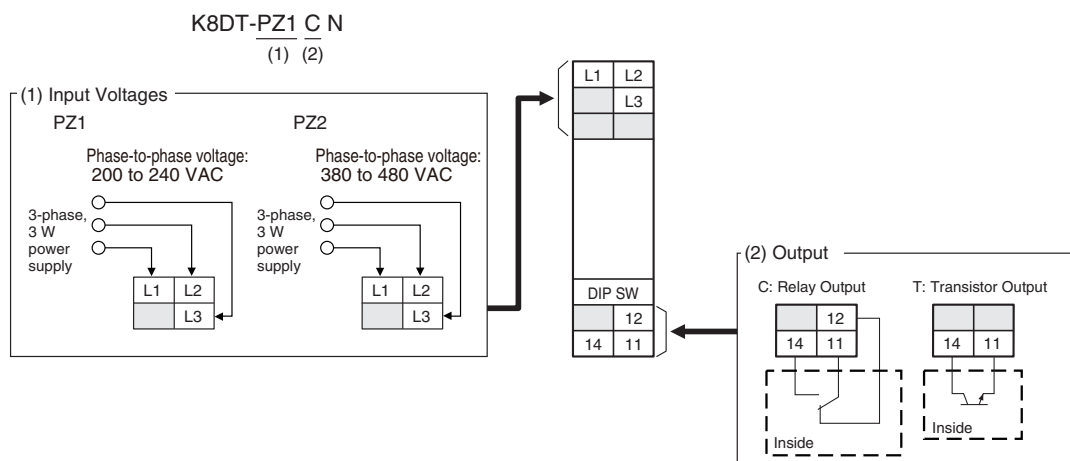 K8DT-PZ1 C N
(1) (2)
(1) Input Voltages
PZ1
Phase-to-phase voltage:
200 to 240 VAC
3-phase,
3 W
power
supply
L1 L2
L3
PZ2
Phase-to-phase voltage:
380 to 480 VAC
3-phase,
3 W
power
supply
L1 L2
L3
L1 L2
L3
DIP SW
12
14 11
(2) Output
C: Relay Output
12
14 11
Inside
T: Transistor Output
14 11
Inside